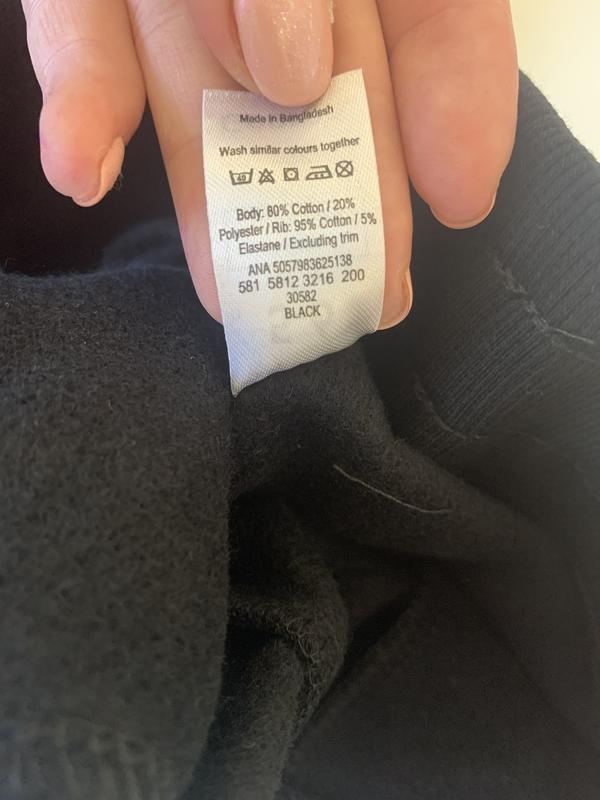 Made in Bangladesh
Wash similar colours together
40
Body: 80% Cotton / 20%
Polyester / Rib: 95% Cotton / 5%
Elastane / Excluding trim
ANA 5057983625138
581 5812 3216 200
30582
BLACK